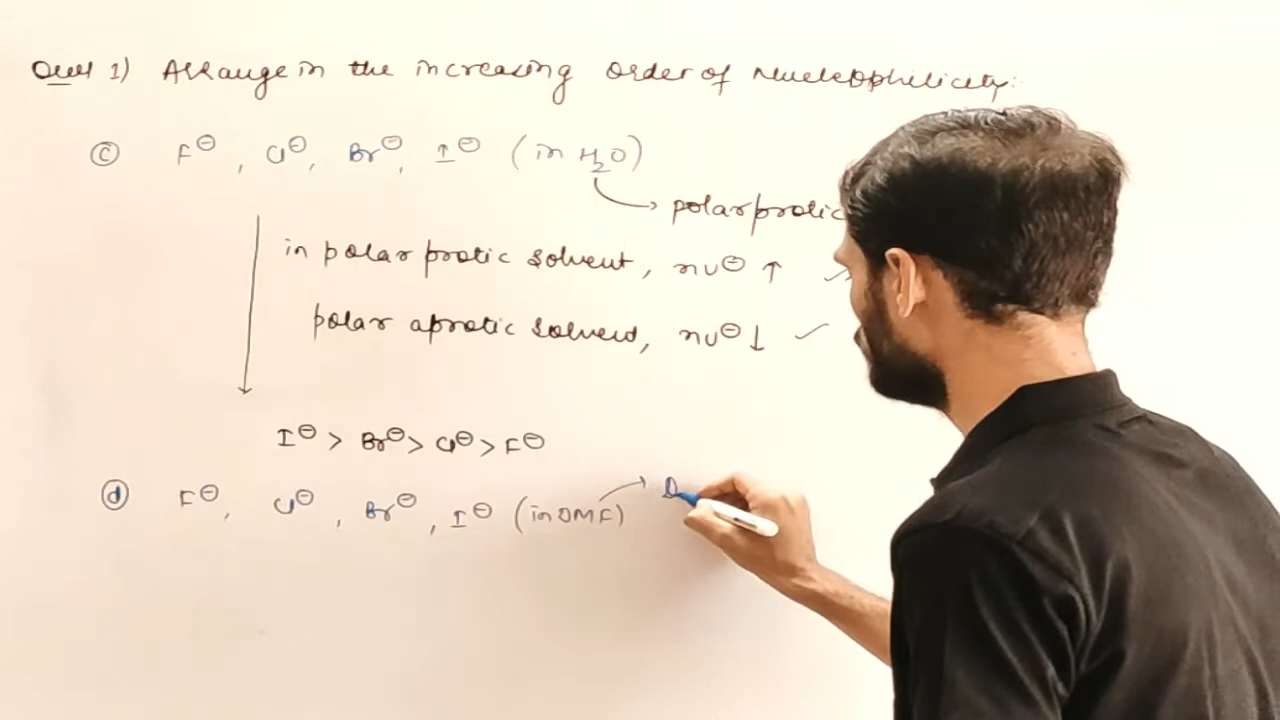 Ques 1) Arrange in the increasing order of Nucleophilicity:
(c) F⊖, Cl⊖, Br⊖, I⊖ (in H2O)
→ polar protic
in polar protic solvent, nu⊖ ↑
polar aprotic solvent, nu⊖ ↓ ✓
I⊖ > Br⊖ > Cl⊖ > F⊖
(d) F⊖, Cl⊖, Br⊖, I⊖ (in DMF) → D